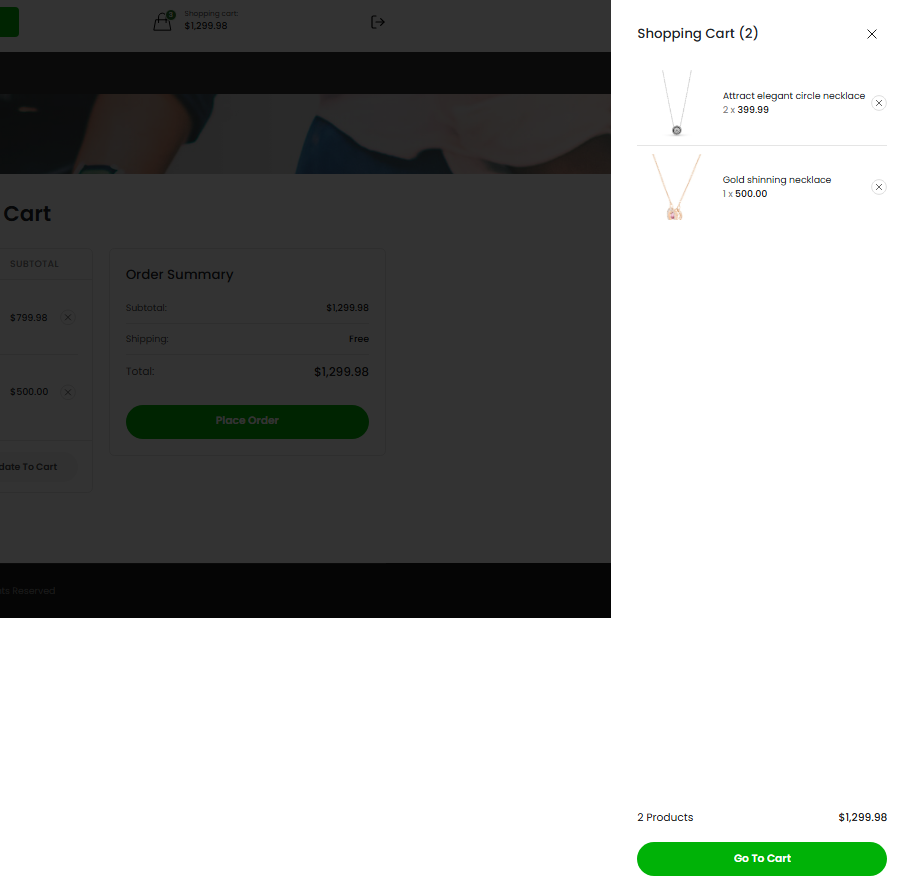 3
Shopping cart:
$1,299.98
Cart
SUBTOTAL
$799.98
$500.00
date To Cart
Order Summary
Subtotal: $1,299.98
Shipping: Free
Total: $1,299.98
Place Order
ts Reserved
Shopping Cart (2)
Attract elegant circle necklace
2 x 399.99
Gold shinning necklace
1 x 500.00
2 Products $1,299.98
Go To Cart